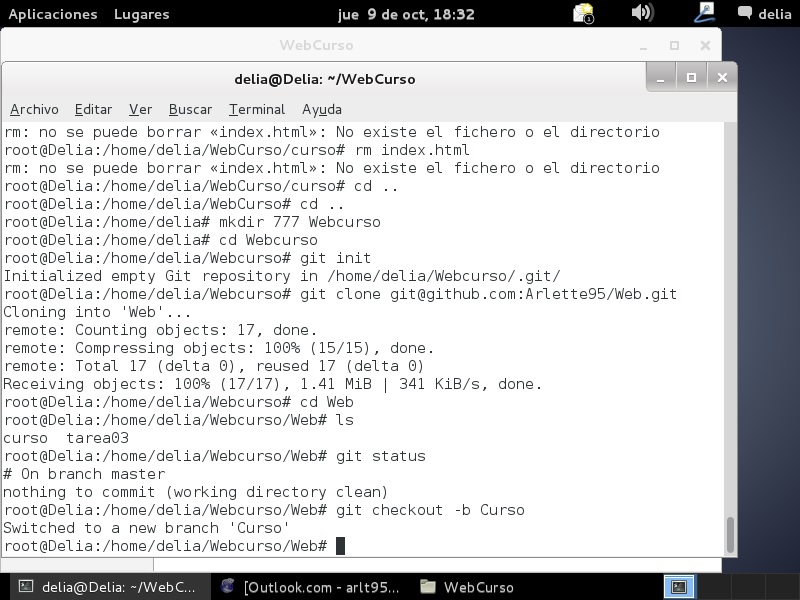 Aplicaciones Lugares jue 9 de oct, 18:32 1 delia
WebCurso
delia@Delia: ~/WebCurso
Archivo Editar Ver Buscar Terminal Ayuda
rm: no se puede borrar «index.html»: No existe el fichero o el directorio
root@Delia:/home/delia/WebCurso/curso# rm index.html
rm: no se puede borrar «index.html»: No existe el fichero o el directorio
root@Delia:/home/delia/WebCurso/curso# cd ..
root@Delia:/home/delia/WebCurso# cd ..
root@Delia:/home/delia# mkdir 777 Webcurso
root@Delia:/home/delia# cd Webcurso
root@Delia:/home/delia/Webcurso# git init
Initialized empty Git repository in /home/delia/Webcurso/.git/
root@Delia:/home/delia/Webcurso# git clone git@github.com:Arlette95/Web.git
Cloning into 'Web'...
remote: Counting objects: 17, done.
remote: Compressing objects: 100% (15/15), done.
remote: Total 17 (delta 0), reused 17 (delta 0)
Receiving objects: 100% (17/17), 1.41 MiB | 341 KiB/s, done.
root@Delia:/home/delia/Webcurso# cd Web
root@Delia:/home/delia/Webcurso/Web# ls
curso  tarea03
root@Delia:/home/delia/Webcurso/Web# git status
# On branch master
nothing to commit (working directory clean)
root@Delia:/home/delia/Webcurso/Web# git checkout -b Curso
Switched to a new branch 'Curso'
root@Delia:/home/delia/Webcurso/Web#
delia@Delia: ~/WebC... [Outlook.com - arlt95... WebCurso